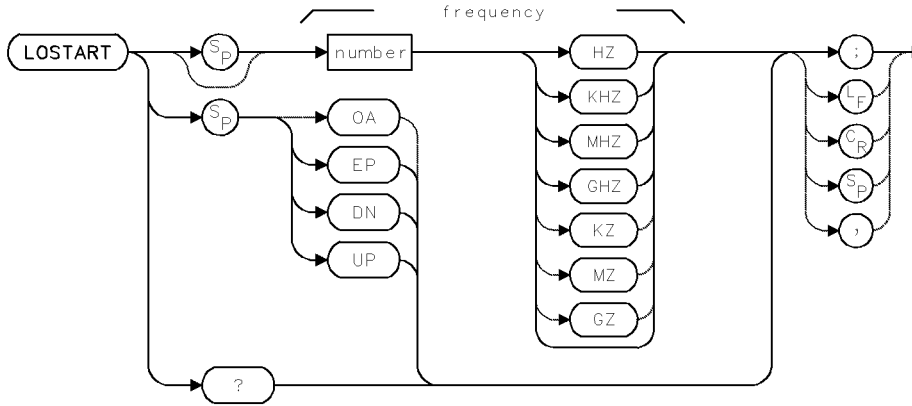 frequency
LOSTART
SP
number
HZ
;
KHZ
LF
SP
OA
MHZ
CR
EP
GHZ
SP
DN
KZ
,
UP
MZ
GZ
?